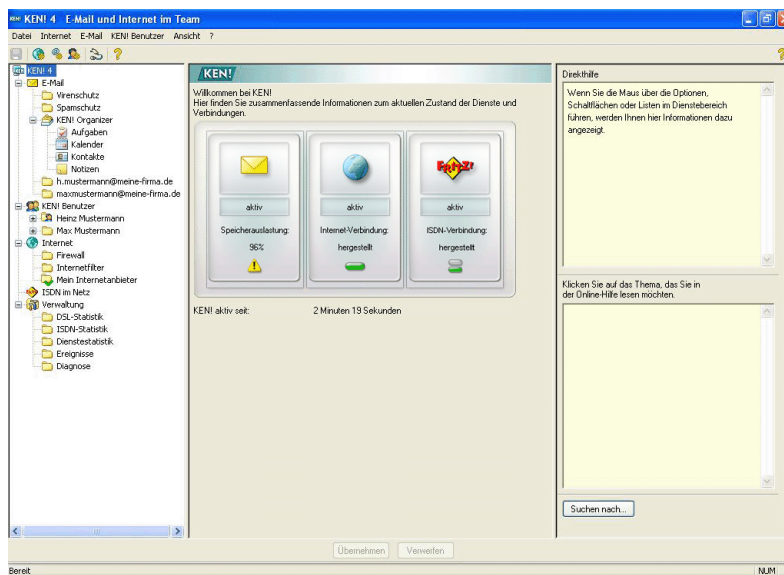 KEN! 4 E-Mail und Internet im Team
Datei Internet E-Mail KEN! Benutzer Ansicht ?
KEN! 4
E-Mail
Virenschutz
Spamschutz
KEN! Organizer
Aufgaben
Kalender
Kontakte
Notizen
h.mustermann@meine-firma.de
maxmustermann@meine-firma.de
KEN! Benutzer
Heinz Mustermann
Max Mustermann
Internet
Firewall
Internetfilter
Mein Internetanbieter
ISDN im Netz
Verwaltung
DSL-Statistik
ISDN-Statistik
Dienstestatistik
Ereignisse
Diagnose
KEN!
Willkommen bei KEN!
Hier finden Sie zusammenfassende Informationen zum aktuellen Zustand der Dienste und
Verbindungen.
FRITZ!
aktiv aktiv aktiv
Speicherauslastung: Internet-Verbindung: ISDN-Verbindung:
96% hergestellt hergestellt
KEN! aktiv seit: 2 Minuten 19 Sekunden
Direkthilfe
Wenn Sie die Maus über die Optionen,
Schaltflächen oder Listen im Dienstebereich
führen, werden Ihnen hier Informationen dazu
angezeigt.
Klicken Sie auf das Thema, das Sie in
der Online-Hilfe lesen möchten.
Suchen nach...
Übernehmen Verwerfen
Bereit NUM